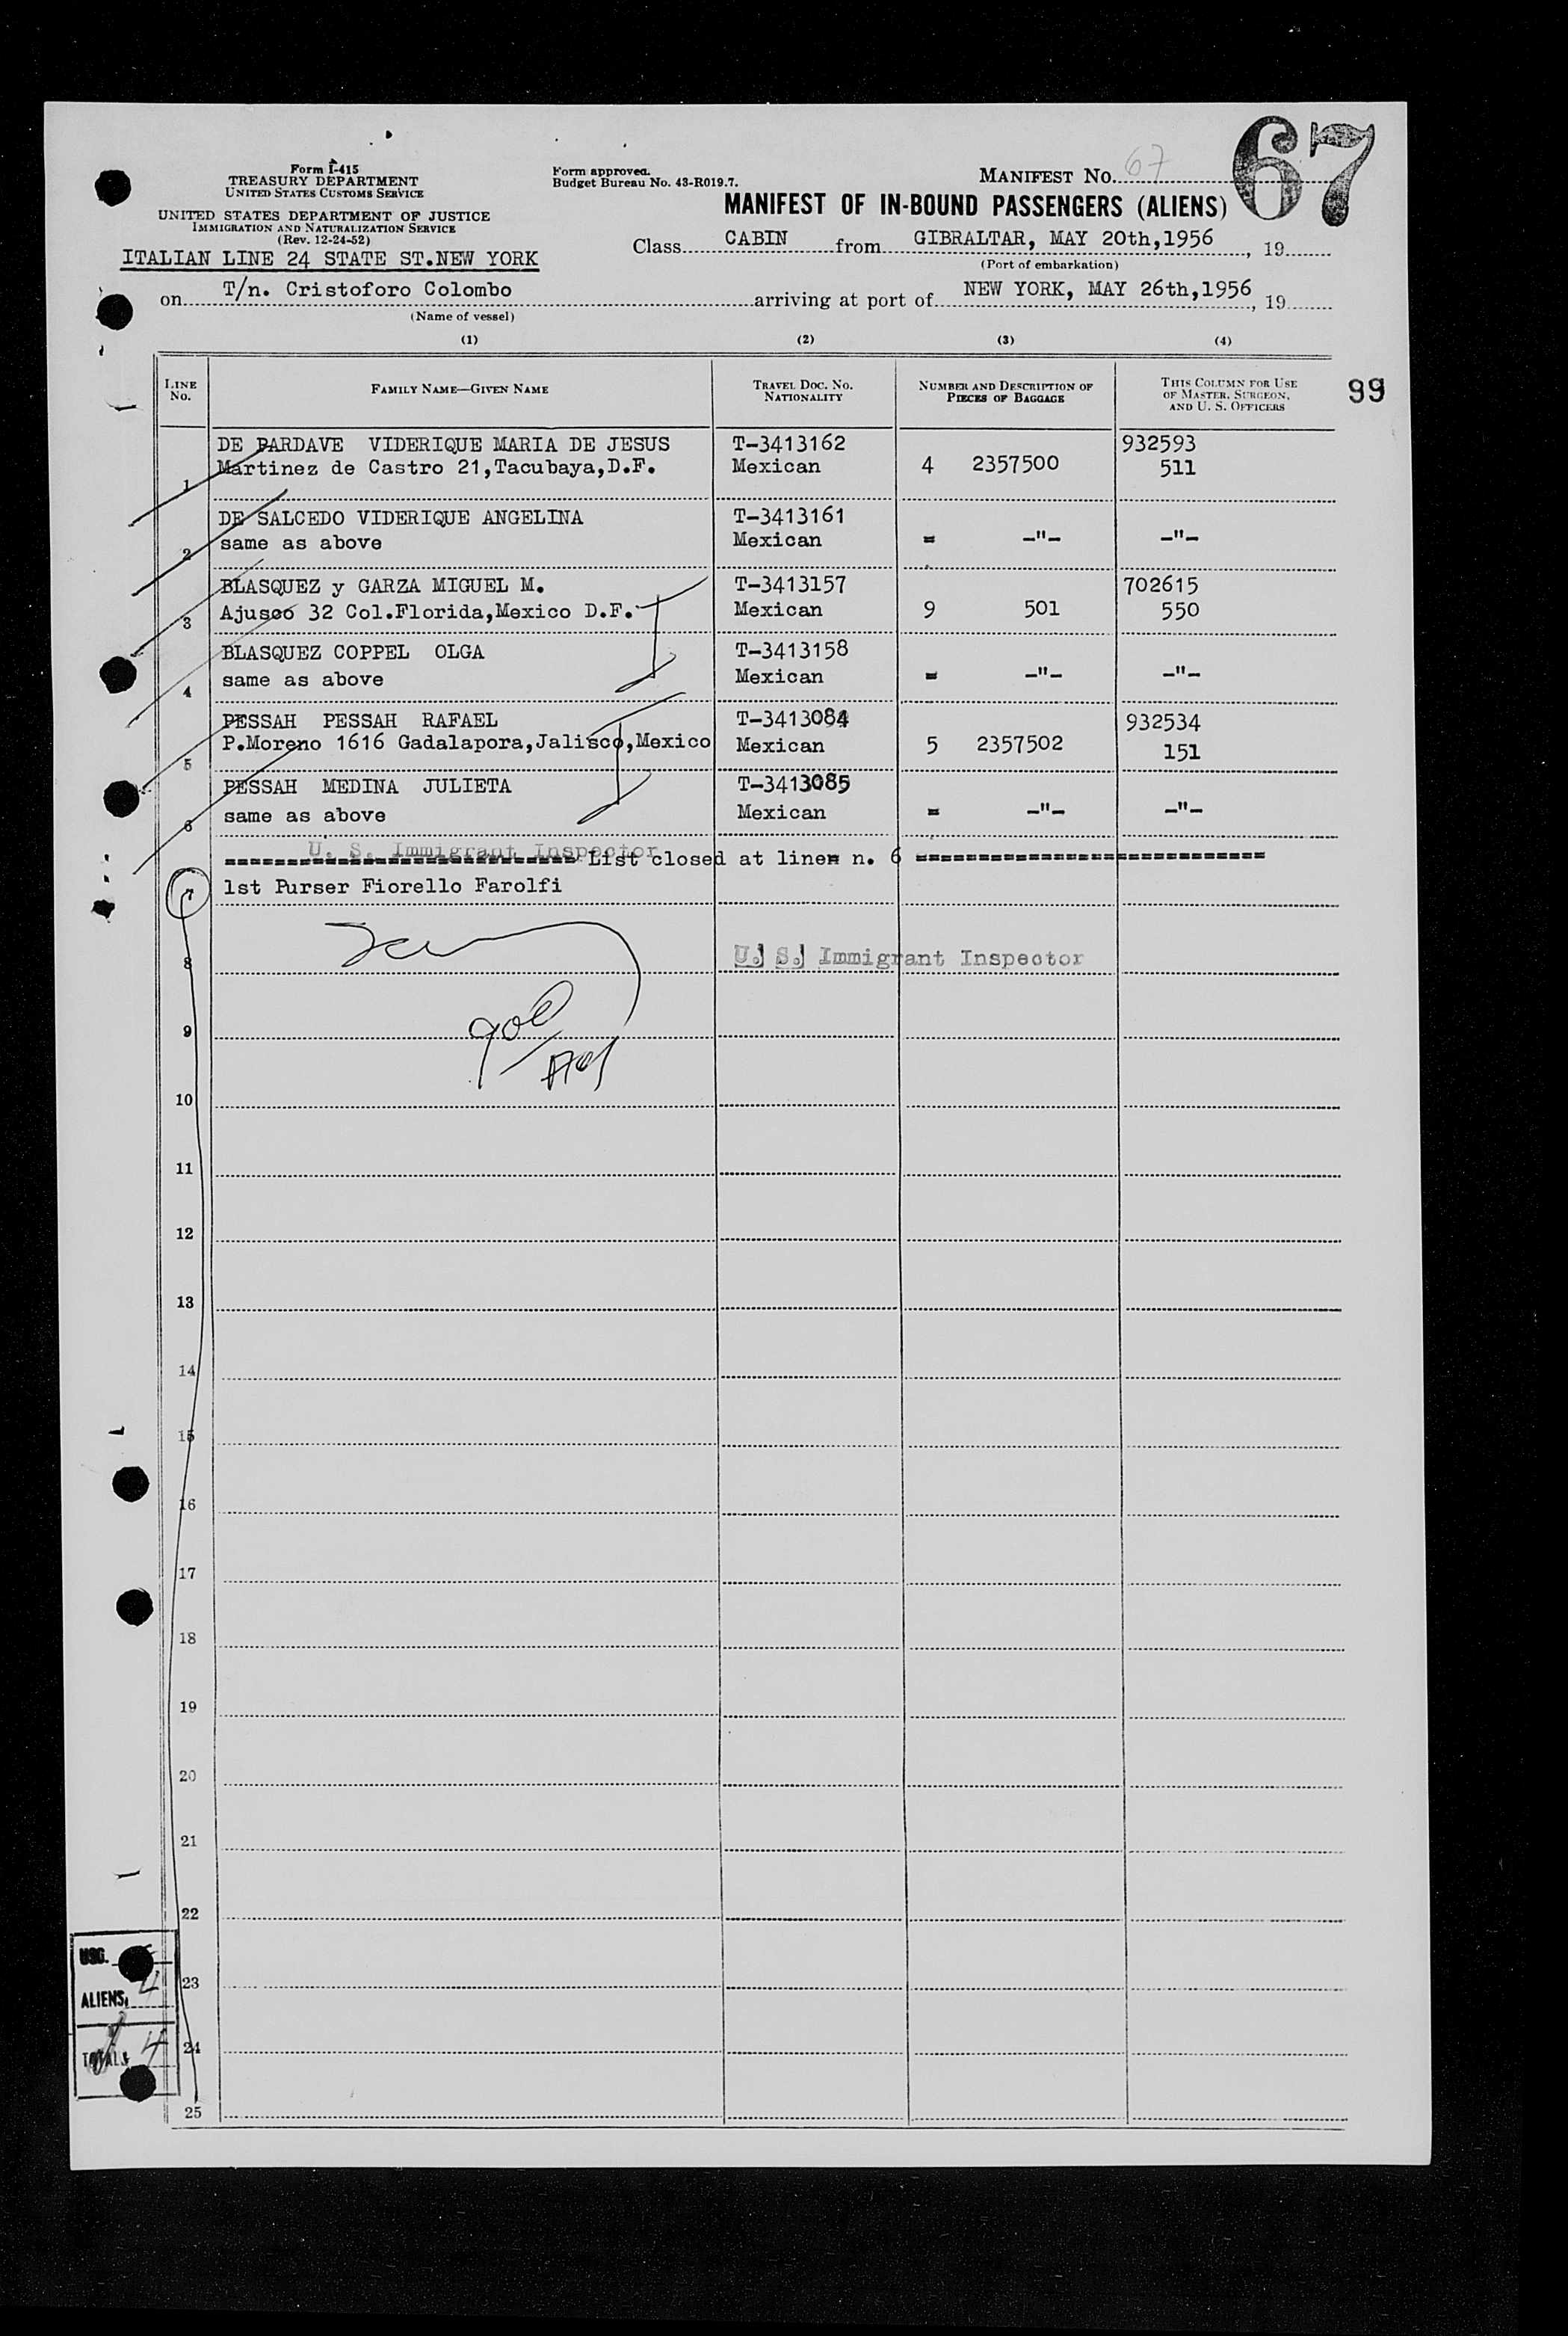 Form I-415
TREASURY DEPARTMENT
UNITED STATES CUSTOMS SERVICE
UNITED STATES DEPARTMENT OF JUSTICE
IMMIGRATION AND NATURALIZATION SERVICE
(Rev. 12-24-52)
ITALIAN LINE 24 STATE ST.NEW YORK
Form approved.
Budget Bureau No. 43-R019.7.
MANIFEST No. 67
67
MANIFEST OF IN-BOUND PASSENGERS (ALIENS)
Class CABIN from GIBRALTAR, MAY 20th,1956, 19
(Port of embarkation)
on T/n. Cristoforo Colombo arriving at port of NEW YORK, MAY 26th,1956, 19
(Name of vessel)
(1) (2) (3) (4)
LINE No. FAMILY NAME—GIVEN NAME TRAVEL DOC. NO. NATIONALITY NUMBER AND DESCRIPTION OF PIECES OF BAGGAGE THIS COLUMN FOR USE OF MASTER, SURGEON, AND U. S. OFFICERS
99
DE PARDAVE VIDERIQUE MARIA DE JESUS T-3413162 932593
1 Martinez de Castro 21,Tacubaya,D.F. Mexican 4 2357500 511
DE SALCEDO VIDERIQUE ANGELINA T-3413161
2 same as above Mexican = -"- -"-
BLASQUEZ y GARZA MIGUEL M. T-3413157 702615
3 Ajusco 32 Col.Florida,Mexico D.F. Mexican 9 501 550
BLASQUEZ COPPEL OLGA T-3413158
4 same as above Mexican = -"- -"-
PESSAH PESSAH RAFAEL T-3413084 932534
5 P.Moreno 1616 Gadalapora,Jalisco,Mexico Mexican 5 2357502 151
PESSAH MEDINA JULIETA T-3413085
6 same as above Mexican = -"- -"-
U. S. Immigrant Inspector
List closed at linen n. 6
7 1st Purser Fiorello Farolfi
8 U. S. Immigrant Inspector
9
10
11
12
13
14
15
16
17
18
19
20
21
22
USC.
23
ALIENS, 4
24
TOTALS 4
25